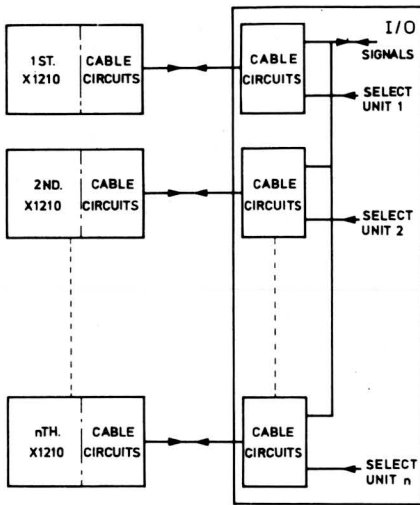 I/O
SIGNALS
1ST.
X1210
CABLE
CIRCUITS
CABLE
CIRCUITS
SELECT
UNIT 1
2ND.
X1210
CABLE
CIRCUITS
CABLE
CIRCUITS
SELECT
UNIT 2
nTH.
X1210
CABLE
CIRCUITS
CABLE
CIRCUITS
SELECT
UNIT n